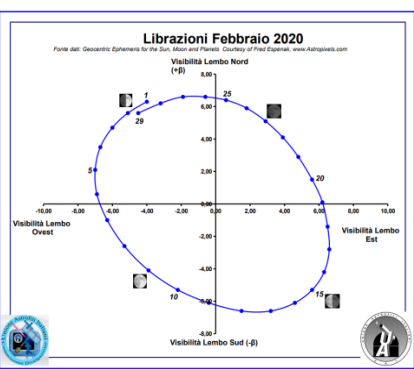 Librazioni Febbraio 2020
Fonte dati: Geocentric Ephemeris for the Sun, Moon and Planets Courtesy of Fred Espenak, www.Astropixels.com
Visibilità Lembo Nord
(+β)
8,00
1
25
6,00
29
4,00
2,00
5
20
0,00
-10,00 -8,00 -6,00 -4,00 -2,00 0,00 2,00 4,00 6,00 8,00 10,00
Visibilità Lembo
Ovest
Visibilità Lembo
Est
-2,00
-4,00
10
15
-6,00
-8,00
Visibilità Lembo Sud (-β)